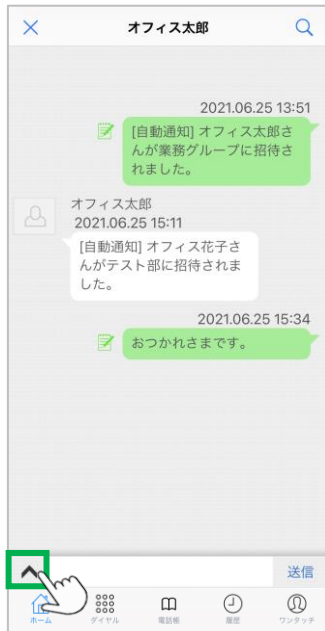 オフィス太郎
2021.06.25 13:51
[自動通知] オフィス太郎さ
んが業務グループに招待さ
れました。
オフィス太郎
2021.06.25 15:11
[自動通知] オフィス花子さ
んがテスト部に招待されま
した。
2021.06.25 15:34
おつかれさまです。
送信
ホーム
ダイヤル
電話帳
履歴
ワンタッチ